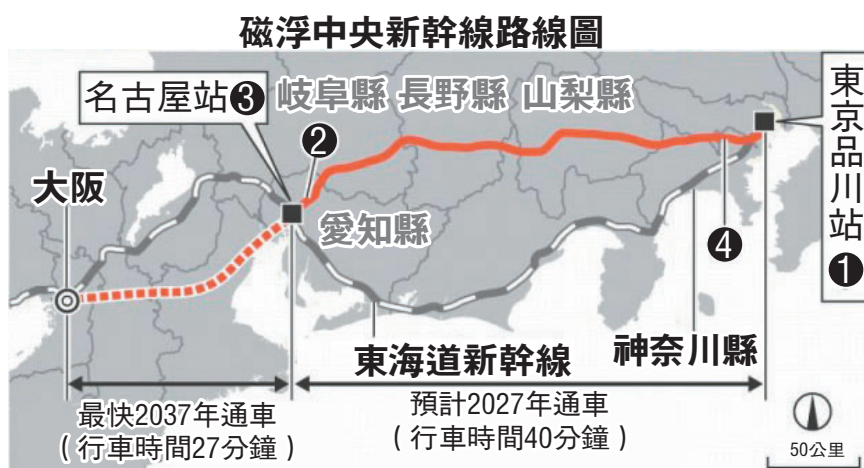 磁浮中央新幹線路線圖
名古屋站❸
岐阜縣
長野縣
山梨縣
東京品川站❶
❷
大阪
愛知縣
❹
東海道新幹線
神奈川縣
最快2037年通車
（行車時間27分鐘）
預計2027年通車
（行車時間40分鐘）
50公里